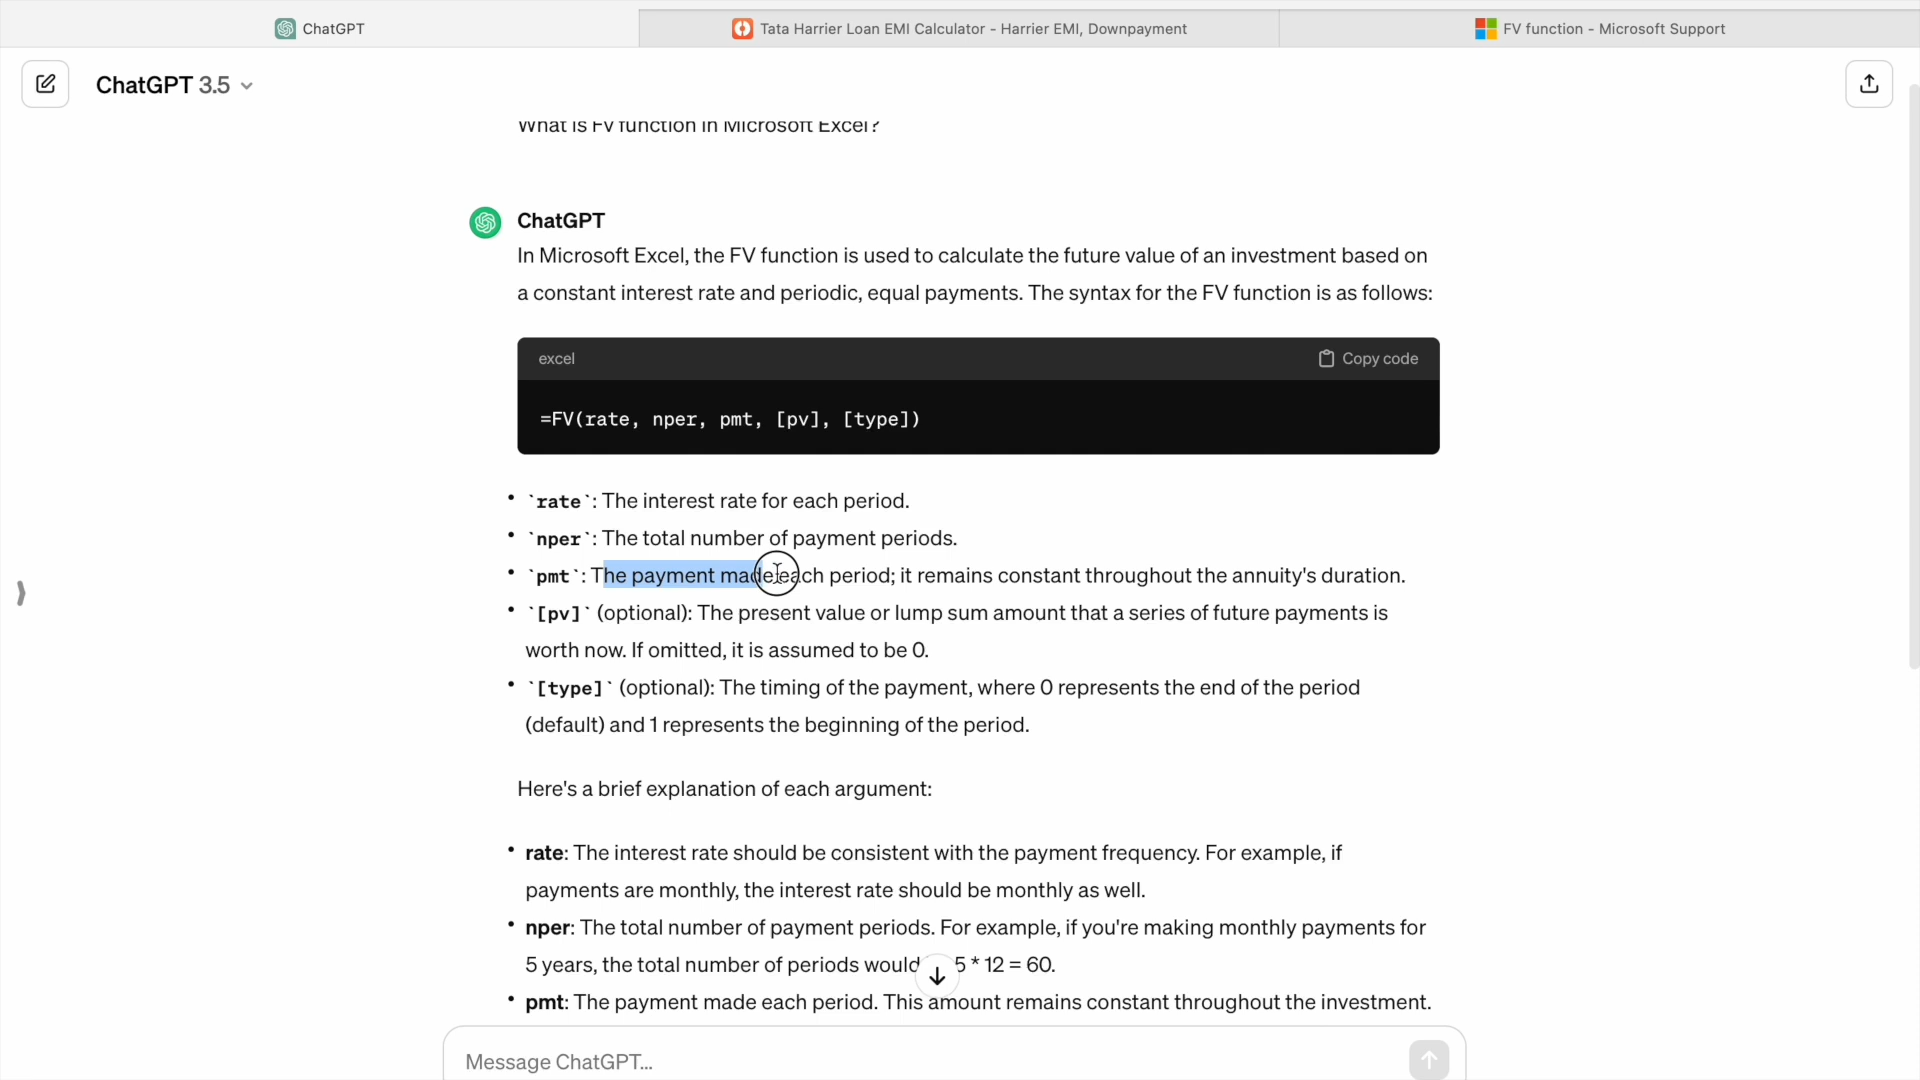 ChatGPT
Tata Harrier Loan EMI Calculator - Harrier EMI, Downpayment
FV function - Microsoft Support
ChatGPT 3.5
What is FV function in Microsoft Excel?
ChatGPT
In Microsoft Excel, the FV function is used to calculate the future value of an investment based on
a constant interest rate and periodic, equal payments. The syntax for the FV function is as follows:
excel
Copy code
=FV(rate, nper, pmt, [pv], [type])
• `rate`: The interest rate for each period.
• `nper`: The total number of payment periods.
• `pmt`: The payment made each period; it remains constant throughout the annuity's duration.
• `[pv]` (optional): The present value or lump sum amount that a series of future payments is
worth now. If omitted, it is assumed to be 0.
• `[type]` (optional): The timing of the payment, where 0 represents the end of the period
(default) and 1 represents the beginning of the period.
Here's a brief explanation of each argument:
• rate: The interest rate should be consistent with the payment frequency. For example, if
payments are monthly, the interest rate should be monthly as well.
• nper: The total number of payment periods. For example, if you're making monthly payments for
5 years, the total number of periods would 5 * 12 = 60.
• pmt: The payment made each period. This amount remains constant throughout the investment.
Message ChatGPT...